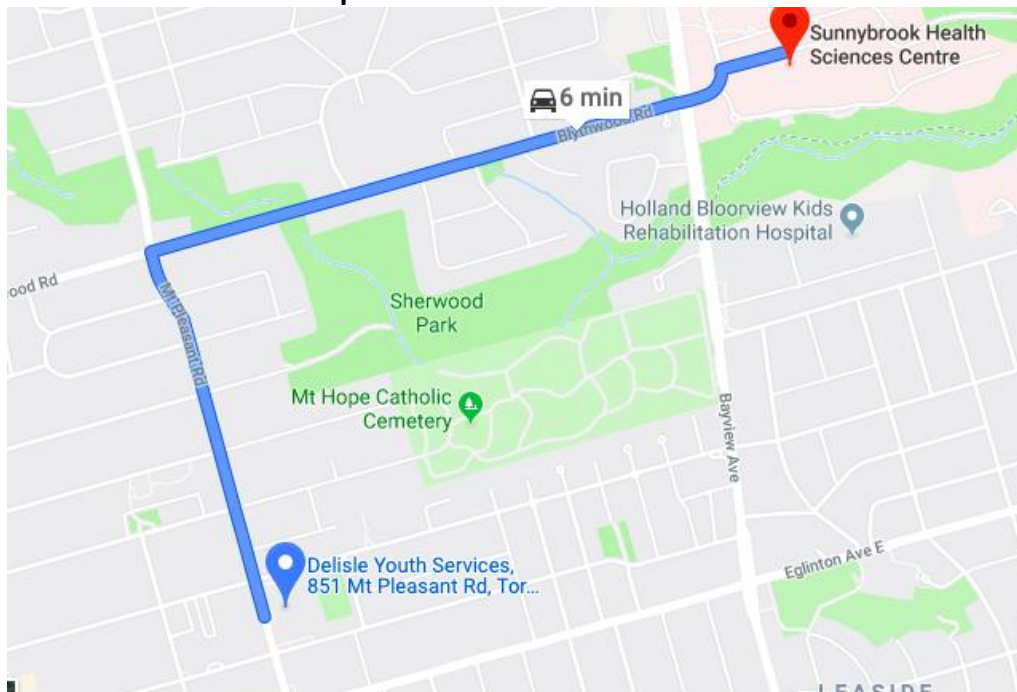 Sunnybrook Health
Sciences Centre
6 min
Blythwood Rd
Holland Bloorview Kids
Rehabilitation Hospital
ood Rd
Mt Pleasant Rd
Sherwood
Park
Mt Hope Catholic
Cemetery
Bayview Ave
Delisle Youth Services,
851 Mt Pleasant Rd, Tor...
Eglinton Ave E
LEASIDE